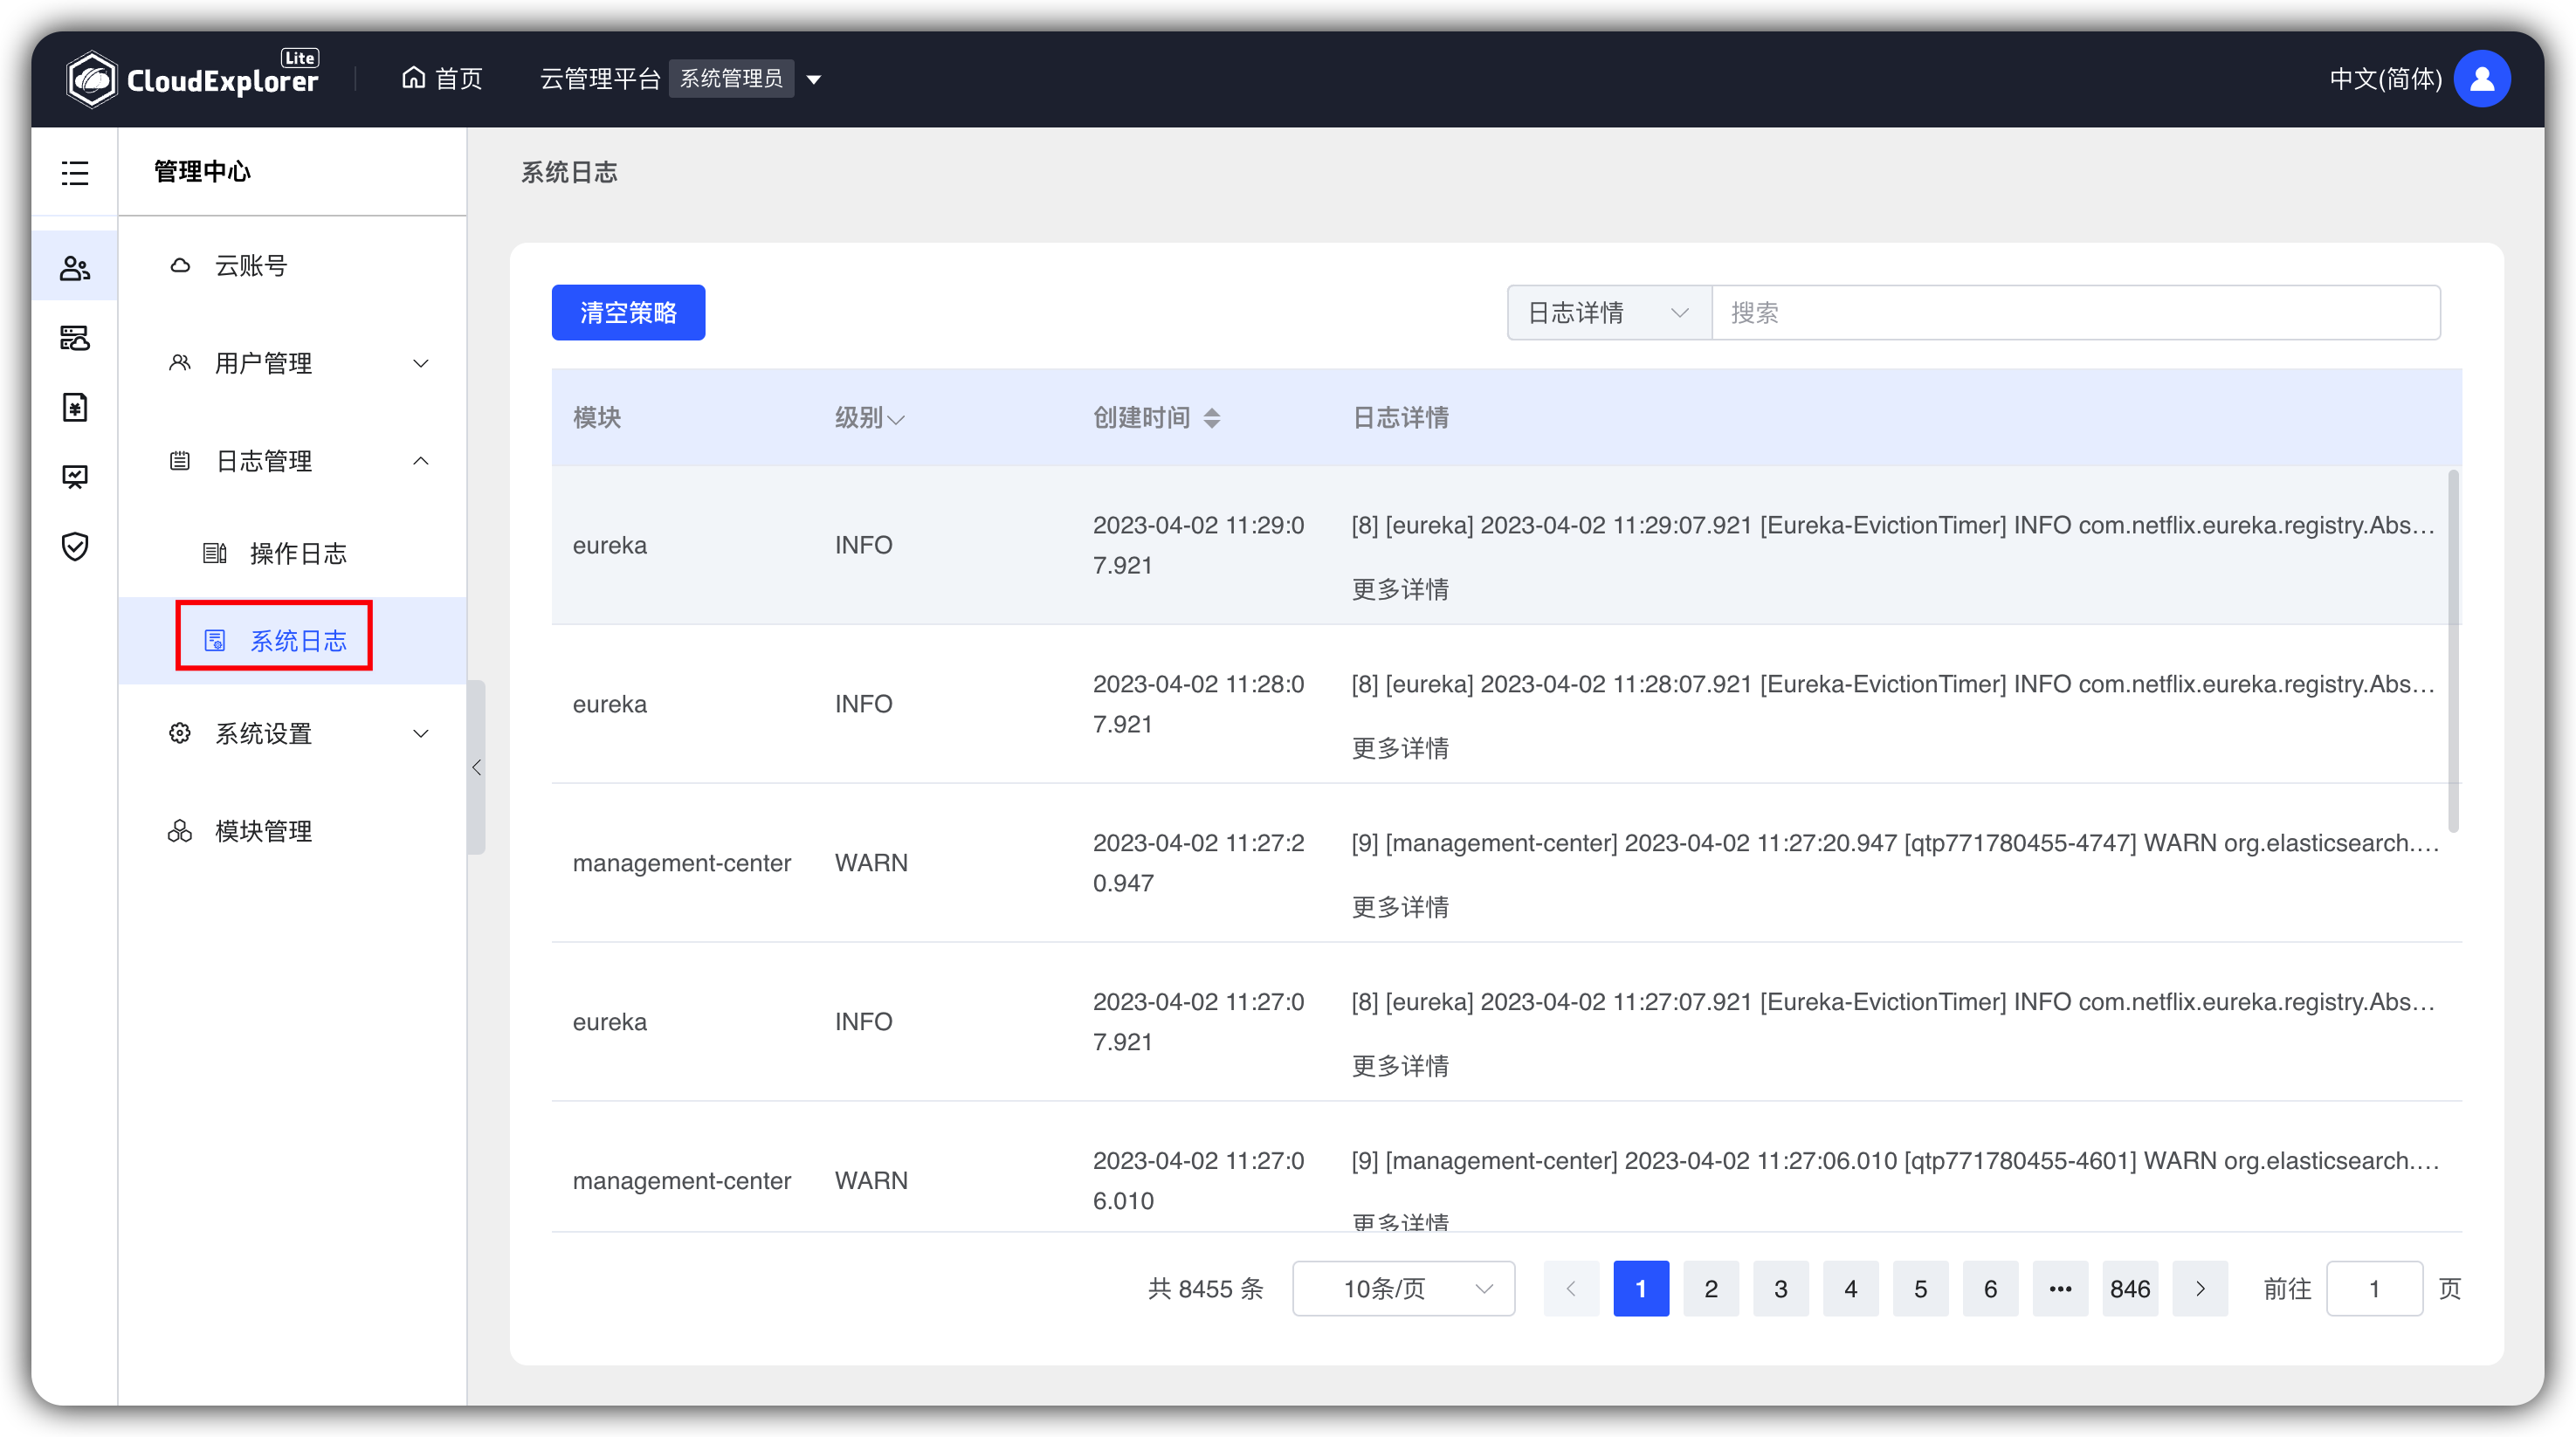 CloudExplorer Lite
首页
云管理平台 系统管理员
中文(简体)
管理中心
云账号
用户管理
日志管理
操作日志
系统日志
系统设置
模块管理
系统日志
清空策略
日志详情
搜索
模块 级别 创建时间 日志详情
eureka INFO 2023-04-02 11:29:0 [8] [eureka] 2023-04-02 11:29:07.921 [Eureka-EvictionTimer] INFO com.netflix.eureka.registry.Abs…
7.921
更多详情
eureka INFO 2023-04-02 11:28:0 [8] [eureka] 2023-04-02 11:28:07.921 [Eureka-EvictionTimer] INFO com.netflix.eureka.registry.Abs…
7.921
更多详情
management-center WARN 2023-04-02 11:27:2 [9] [management-center] 2023-04-02 11:27:20.947 [qtp771780455-4747] WARN org.elasticsearch.…
0.947
更多详情
eureka INFO 2023-04-02 11:27:0 [8] [eureka] 2023-04-02 11:27:07.921 [Eureka-EvictionTimer] INFO com.netflix.eureka.registry.Abs…
7.921
更多详情
management-center WARN 2023-04-02 11:27:0 [9] [management-center] 2023-04-02 11:27:06.010 [qtp771780455-4601] WARN org.elasticsearch.…
6.010
更多详情
共 8455 条 10条/页 1 2 3 4 5 6 ••• 846 前往 1 页